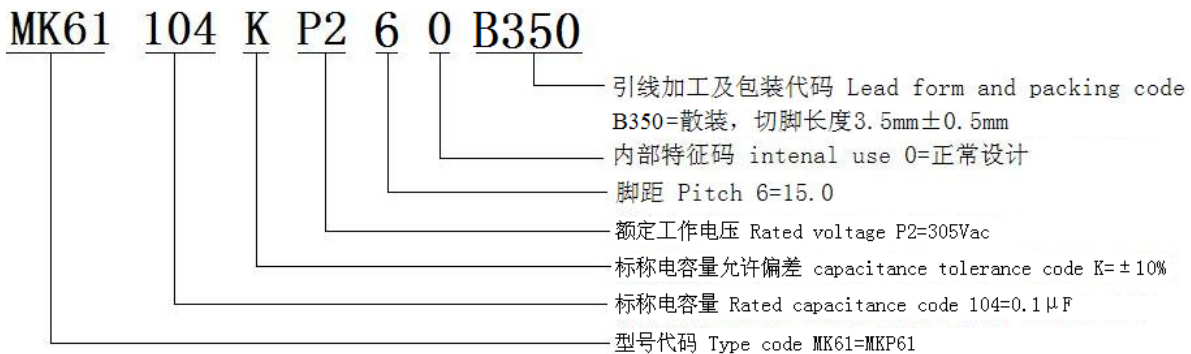 MK61 104 K P2 6 0 B350
引线加工及包装代码 Lead form and packing code
B350=散装，切脚长度3.5mm±0.5mm
内部特征码 intenal use 0=正常设计
脚距 Pitch 6=15.0
额定工作电压 Rated voltage P2=305Vac
标称电容量允许偏差 capacitance tolerance code K=±10%
标称电容量 Rated capacitance code 104=0.1μF
型号代码 Type code MK61=MKP61